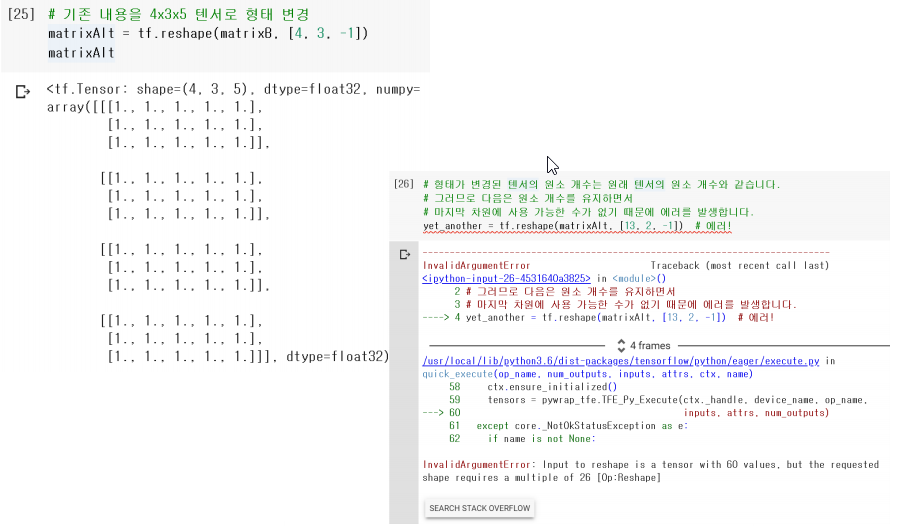 [25] # 기존 내용을 4x3x5 텐서로 형태 변경
matrixAlt = tf.reshape(matrixB, [4, 3, -1])
matrixAlt
<tf.Tensor: shape=(4, 3, 5), dtype=float32, numpy=
array([[[1., 1., 1., 1., 1.],
[1., 1., 1., 1., 1.],
[1., 1., 1., 1., 1.]],
[[1., 1., 1., 1., 1.],
[1., 1., 1., 1., 1.],
[1., 1., 1., 1., 1.]],
[[1., 1., 1., 1., 1.],
[1., 1., 1., 1., 1.],
[1., 1., 1., 1., 1.]],
[[1., 1., 1., 1., 1.],
[1., 1., 1., 1., 1.],
[1., 1., 1., 1., 1.]]], dtype=float32)
[26] # 형태가 변경된 텐서의 원소 개수는 원래 텐서의 원소 개수와 같습니다.
# 그러므로 다음은 원소 개수를 유지하면서
# 마지막 차원에 사용 가능한 수가 없기 때문에 에러를 발생합니다.
yet_another = tf.reshape(matrixAlt, [13, 2, -1]) # 에러!
---------------------------------------------------------------------------
InvalidArgumentError Traceback (most recent call last)
<ipython-input-26-4531640a3825> in <module>()
2 # 그러므로 다음은 원소 개수를 유지하면서
3 # 마지막 차원에 사용 가능한 수가 없기 때문에 에러를 발생합니다.
----> 4 yet_another = tf.reshape(matrixAlt, [13, 2, -1]) # 에러!
4 frames
/usr/local/lib/python3.6/dist-packages/tensorflow/python/eager/execute.py in
quick_execute(op_name, num_outputs, inputs, attrs, ctx, name)
58 ctx.ensure_initialized()
59 tensors = pywrap_tfe.TFE_Py_Execute(ctx._handle, device_name, op_name,
---> 60 inputs, attrs, num_outputs)
61 except core._NotOkStatusException as e:
62 if name is not None:
InvalidArgumentError: Input to reshape is a tensor with 60 values, but the requested
shape requires a multiple of 26 [Op:Reshape]
SEARCH STACK OVERFLOW